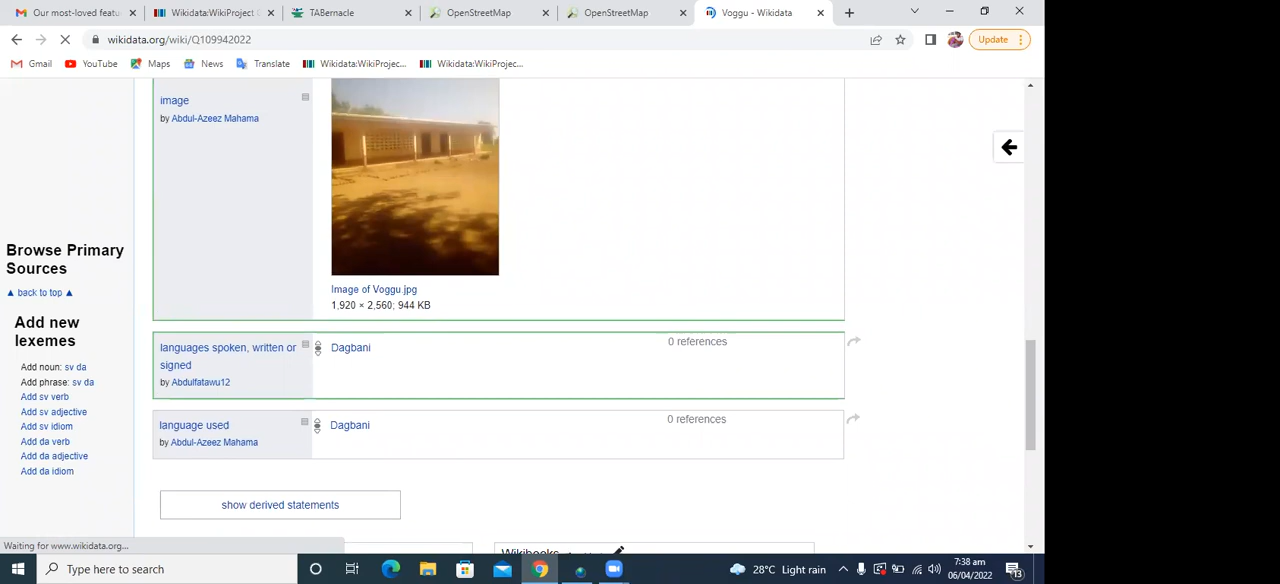 Our most-loved featu
Wikidata:WikiProject
TABernacle
OpenStreetMap
OpenStreetMap
Voggu - Wikidata
wikidata.org/wiki/Q109942022
Update
Gmail
YouTube
Maps
News
Translate
Wikidata:WikiProjec...
Wikidata:WikiProjec...
image
by Abdul-Azeez Mahama
Image of Voggu.jpg
1,920 × 2,560; 944 KB
Browse Primary
Sources
▲ back to top ▲
Add new
lexemes
Add noun: sv da
Add phrase: sv da
Add sv verb
Add sv adjective
Add sv idiom
Add da verb
Add da adjective
Add da idiom
languages spoken, written or
signed
by Abdulfatawu12
Dagbani
0 references
language used
by Abdul-Azeez Mahama
Dagbani
0 references
show derived statements
Wikibooks
Waiting for www.wikidata.org...
Type here to search
28°C Light rain
7:38 am
06/04/2022
13